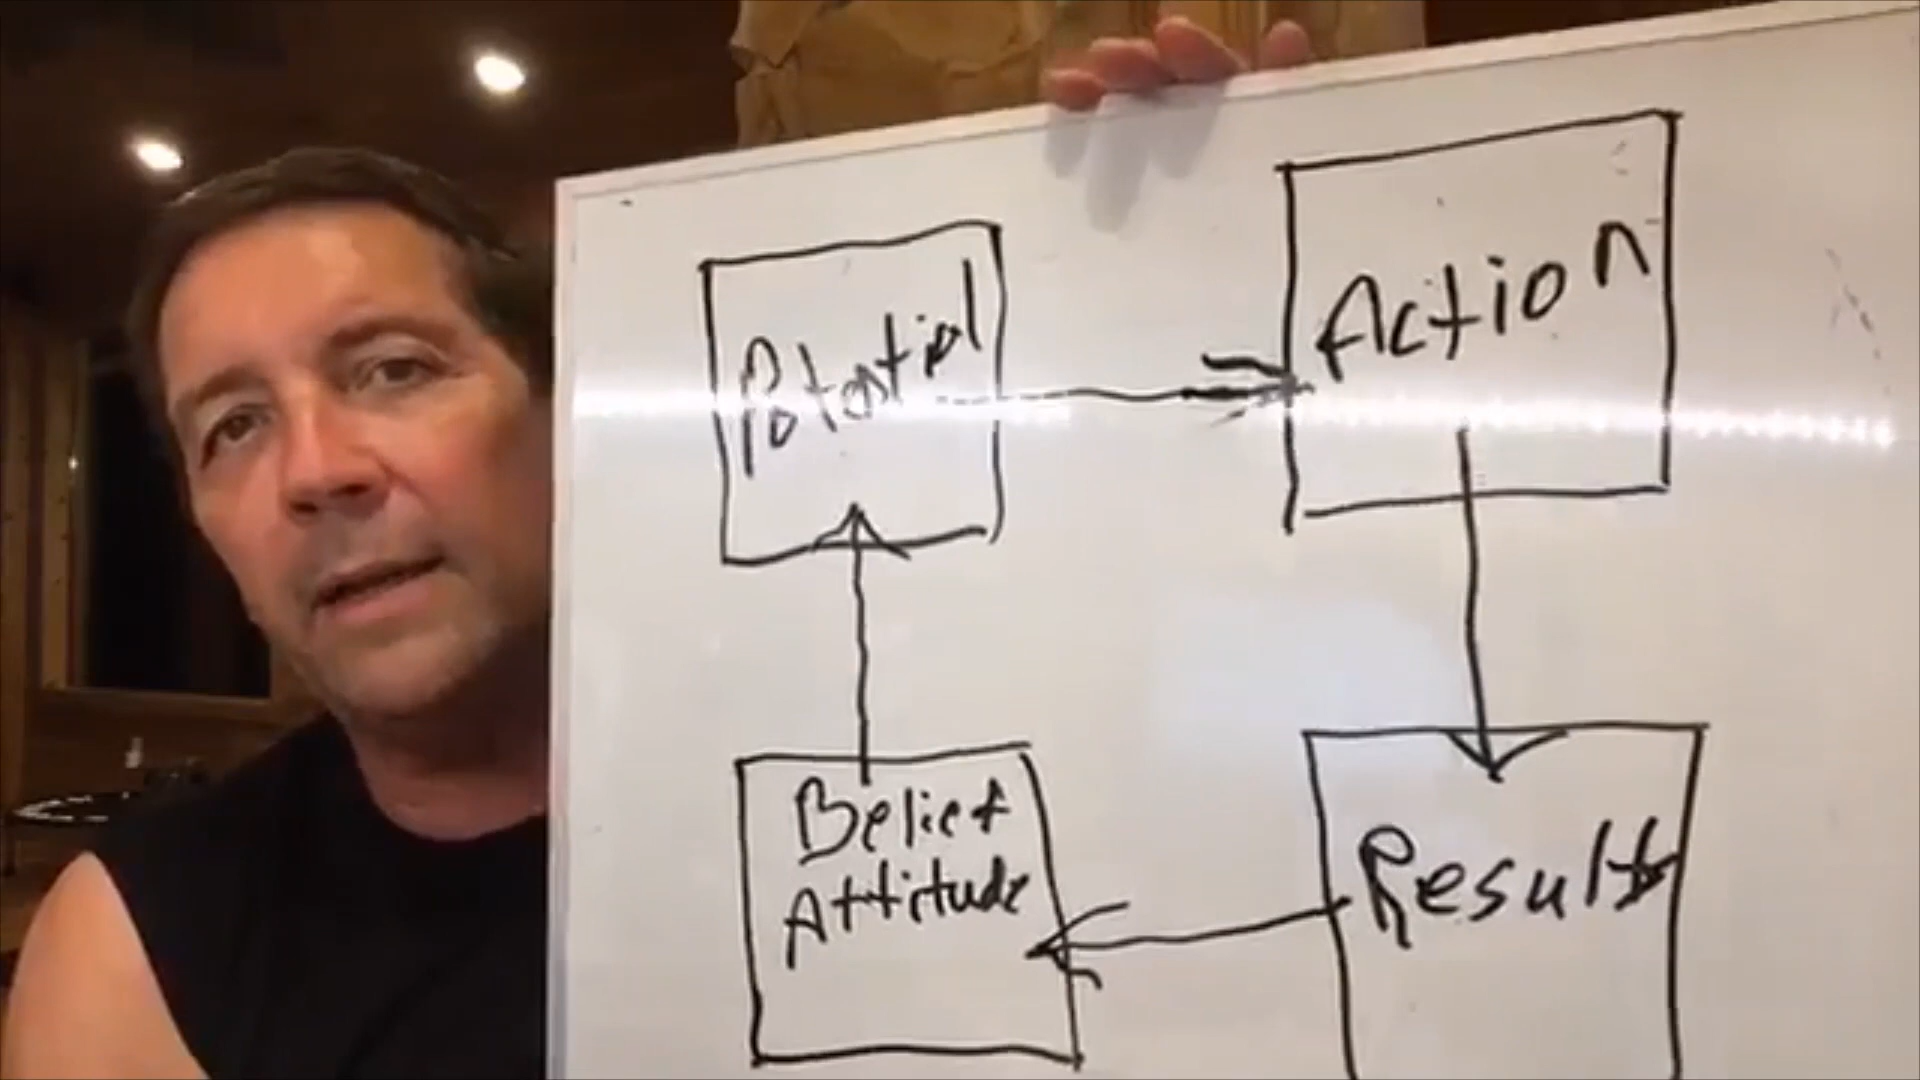 Potential
Action
Belief
Attitude
Results